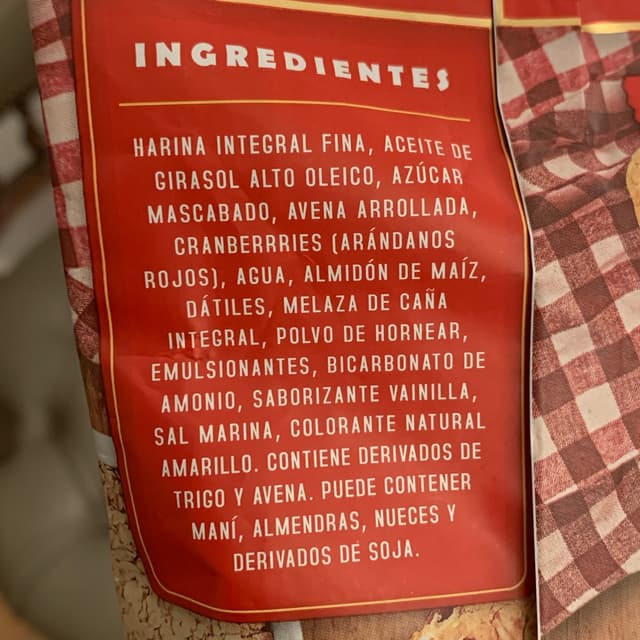 INGREDIENTES
HARINA INTEGRAL FINA, ACEITE DE
GIRASOL ALTO OLEICO, AZÚCAR
MASCABADO, AVENA ARROLLADA,
CRANBERRRIES (ARÁNDANOS
ROJOS), AGUA, ALMIDÓN DE MAÍZ,
DÁTILES, MELAZA DE CAÑA
INTEGRAL, POLVO DE HORNEAR,
EMULSIONANTES, BICARBONATO DE
AMONIO, SABORIZANTE VAINILLA,
SAL MARINA, COLORANTE NATURAL
AMARILLO. CONTIENE DERIVADOS DE
TRIGO Y AVENA. PUEDE CONTENER
MANÍ, ALMENDRAS, NUECES Y
DERIVADOS DE SOJA.